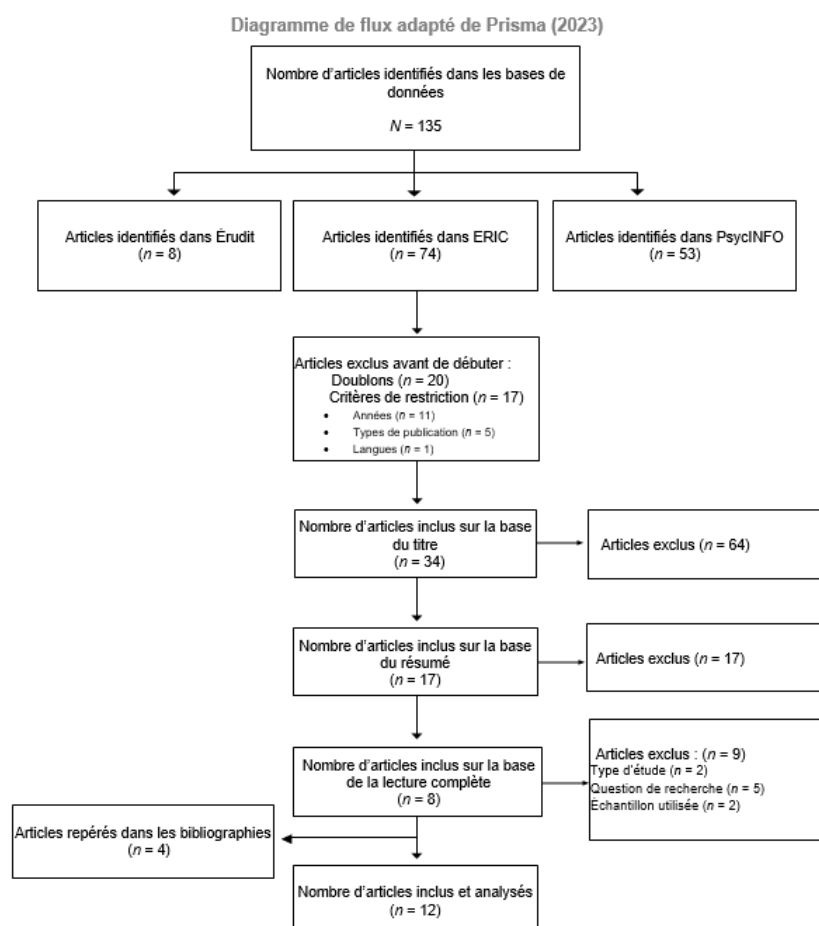 Diagramme de flux adapté de Prisma (2023)
Nombre d'articles identifiés dans les bases de
données
N = 135
Articles identifiés dans Érudit
(n = 8)
Articles identifiés dans ERIC
(n = 74)
Articles identifiés dans PsycINFO
(n = 53)
Articles exclus avant de débuter :
Doublons (n = 20)
Critères de restriction (n = 17)
• Années (n = 11)
• Types de publication (n = 5)
• Langues (n = 1)
Nombre d'articles inclus sur la base
du titre
(n = 34)
Articles exclus (n = 64)
Nombre d'articles inclus sur la base
du résumé
(n = 17)
Articles exclus (n = 17)
Nombre d'articles inclus sur la base
de la lecture complète
(n = 8)
Articles exclus : (n = 9)
Type d'étude (n = 2)
Question de recherche (n = 5)
Échantillon utilisée (n = 2)
Articles repérés dans les bibliographies
(n = 4)
Nombre d'articles inclus et analysés
(n = 12)